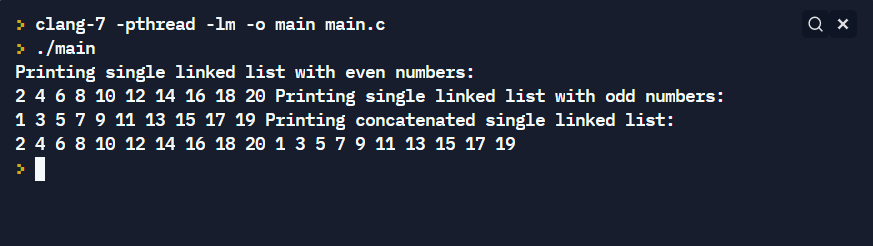 > clang-7 -pthread -lm -o main main.c
> ./main
Printing single linked list with even numbers:
2 4 6 8 10 12 14 16 18 20 Printing single linked list with odd numbers:
1 3 5 7 9 11 13 15 17 19 Printing concatenated single linked list:
2 4 6 8 10 12 14 16 18 20 1 3 5 7 9 11 13 15 17 19
>